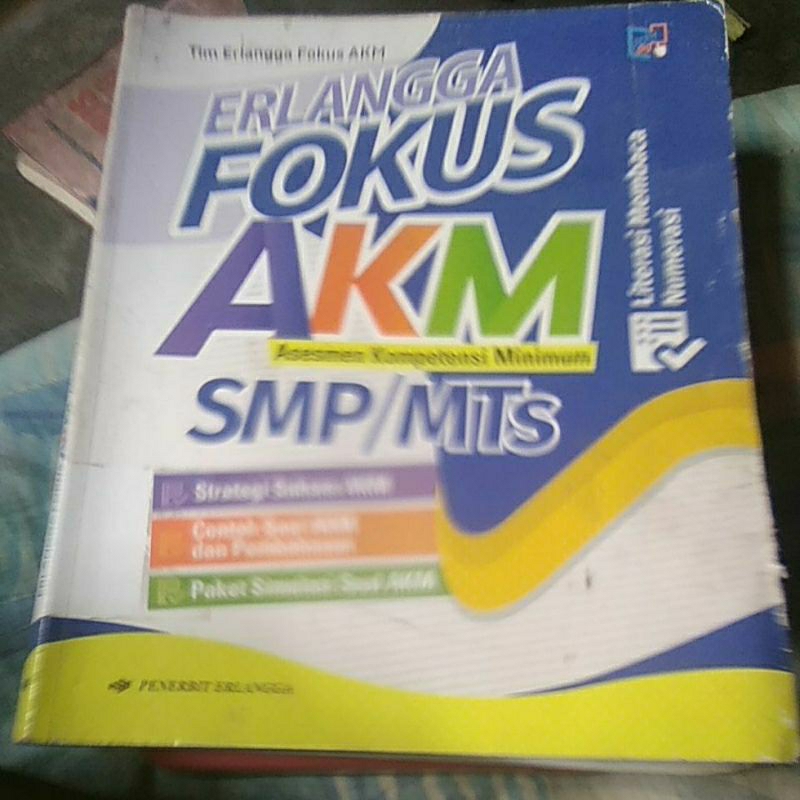 Tim Erlangga Fokus AKM
ERLANGGA
FOKUS
AKM
Asesmen Kompetensi Minimum
SMP/MTs
Literasi Membaca
Numerasi
Strategi Sukses AKM
Contoh Soal AKM
dan Pembahasan
Paket Simulasi Soal AKM
PENERBIT ERLANGGA